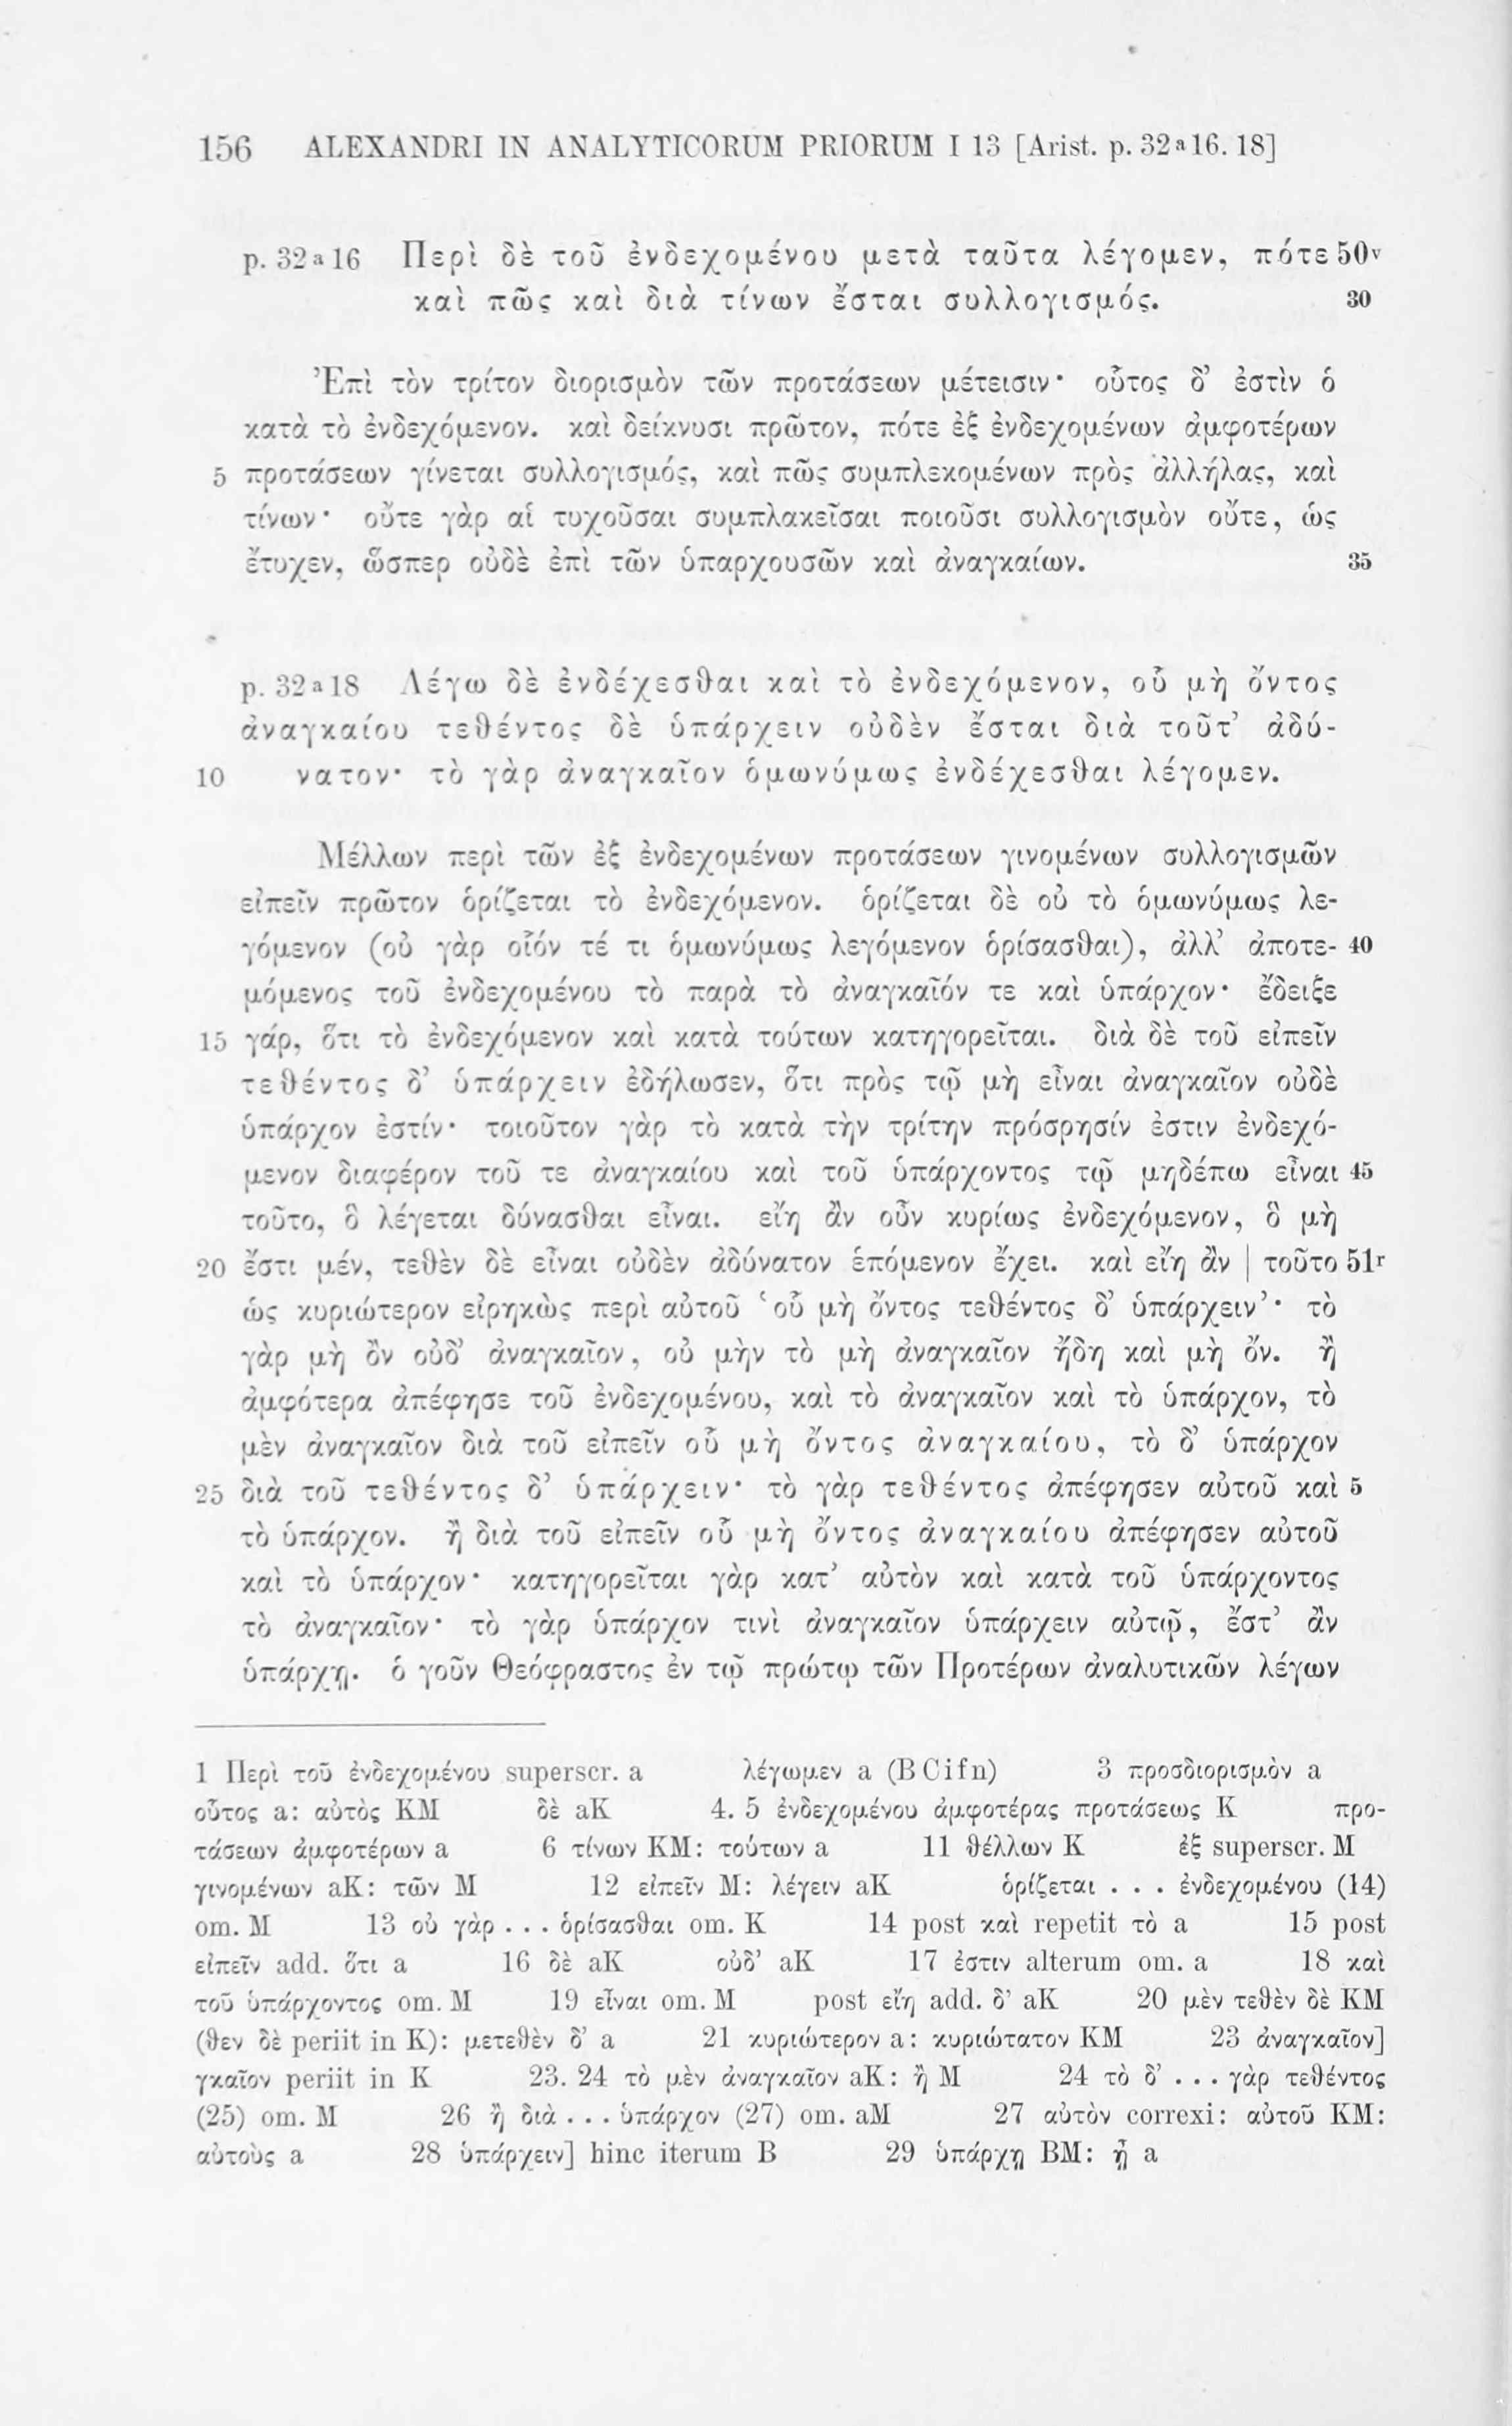 156 ALEXANDRI IN ANALYTICORUM PRIORUM I 13 [Arist. p. 32a16. 18]
p. 32a16 Περὶ δὲ τοῦ ἐνδεχομένου μετὰ ταῦτα λέγομεν, πότε 50v
καὶ πῶς καὶ διὰ τίνων ἔσται συλλογισμός. 30
Ἐπὶ τὸν τρίτον διορισμὸν τῶν προτάσεων μέτεισιν· οὗτος δ’ ἐστὶν ὁ
κατὰ τὸ ἐνδεχόμενον. καὶ δείκνυσι πρῶτον, πότε ἐξ ἐνδεχομένων ἀμφοτέρων
5 προτάσεων γίνεται συλλογισμός, καὶ πῶς συμπλεκομένων πρὸς ἀλλήλας, καὶ
τίνων· οὔτε γὰρ αἱ τυχοῦσαι συμπλακεῖσαι ποιοῦσι συλλογισμὸν οὔτε, ὡς
ἔτυχεν, ὥσπερ οὐδὲ ἐπὶ τῶν ὑπαρχουσῶν καὶ ἀναγκαίων. 35
p. 32a18 Λέγω δὲ ἐνδέχεσθαι καὶ τὸ ἐνδεχόμενον, οὗ μὴ ὄντος
ἀναγκαίου τεθέντος δὲ ὑπάρχειν οὐδὲν ἔσται διὰ τοῦτ’ ἀδύ-
10 νατον· τὸ γὰρ ἀναγκαῖον ὁμωνύμως ἐνδέχεσθαι λέγομεν.
Μέλλων περὶ τῶν ἐξ ἐνδεχομένων προτάσεων γινομένων συλλογισμῶν
εἰπεῖν πρῶτον ὁρίζεται τὸ ἐνδεχόμενον. ὁρίζεται δὲ οὐ τὸ ὁμωνύμως λε-
γόμενον (οὐ γὰρ οἷόν τέ τι ὁμωνύμως λεγόμενον ὁρίσασθαι), ἀλλ’ ἀποτε- 40
μόμενος τοῦ ἐνδεχομένου τὸ παρὰ τὸ ἀναγκαῖόν τε καὶ ὑπάρχον· ἔδειξε
15 γάρ, ὅτι τὸ ἐνδεχόμενον καὶ κατὰ τούτων κατηγορεῖται. διὰ δὲ τοῦ εἰπεῖν
τεθέντος δ’ ὑπάρχειν ἐδήλωσεν, ὅτι πρὸς τῷ μὴ εἶναι ἀναγκαῖον οὐδὲ
ὑπάρχον ἐστίν· τοιοῦτον γὰρ τὸ κατὰ τὴν τρίτην πρόσρησίν ἐστιν ἐνδεχό-
μενον διαφέρον τοῦ τε ἀναγκαίου καὶ τοῦ ὑπάρχοντος τῷ μηδέπω εἶναι 45
τοῦτο, ὃ λέγεται δύνασθαι εἶναι. εἴη ἂν οὖν κυρίως ἐνδεχόμενον, ὃ μὴ
20 ἔστι μέν, τεθὲν δὲ εἶναι οὐδὲν ἀδύνατον ἑπόμενον ἔχει. καὶ εἴη ἂν | τοῦτο 51r
ὡς κυριώτερον εἰρηκὼς περὶ αὐτοῦ ‘οὗ μὴ ὄντος τεθέντος δ’ ὑπάρχειν’· τὸ
γὰρ μὴ ὂν οὐδ’ ἀναγκαῖον, οὐ μὴν τὸ μὴ ἀναγκαῖον ἤδη καὶ μὴ ὄν. ἢ
ἀμφότερα ἀπέφησε τοῦ ἐνδεχομένου, καὶ τὸ ἀναγκαῖον καὶ τὸ ὑπάρχον, τὸ
μὲν ἀναγκαῖον διὰ τοῦ εἰπεῖν οὗ μὴ ὄντος ἀναγκαίου, τὸ δ’ ὑπάρχον
25 διὰ τοῦ τεθέντος δ’ ὑπάρχειν· τὸ γὰρ τεθέντος ἀπέφησεν αὐτοῦ καὶ 5
τὸ ὑπάρχον. ἢ διὰ τοῦ εἰπεῖν οὗ μὴ ὄντος ἀναγκαίου ἀπέφησεν αὐτοῦ
καὶ τὸ ὑπάρχον· κατηγορεῖται γὰρ κατ’ αὐτὸν καὶ κατὰ τοῦ ὑπάρχοντος
τὸ ἀναγκαῖον· τὸ γὰρ ὑπάρχον τινὶ ἀναγκαῖον ὑπάρχειν αὐτῷ, ἔστ’ ἂν
ὑπάρχῃ. ὁ γοῦν Θεόφραστος ἐν τῷ πρώτῳ τῶν Προτέρων ἀναλυτικῶν λέγων
1 Περὶ τοῦ ἐνδεχομένου superscr. a λέγωμεν a (BCifn) 3 προσδιορισμὸν a
οὗτος a: αὐτὸς KM δὲ aK 4. 5 ἐνδεχομένου ἀμφοτέρας προτάσεως K προ-
τάσεων ἀμφοτέρων a 6 τίνων KM: τούτων a 11 θέλλων K ἐξ superscr. M
γινομένων aK: τῶν M 12 εἰπεῖν M: λέγειν aK ὁρίζεται . . . ἐνδεχομένου (14)
om. M 13 οὐ γὰρ . . . ὁρίσασθαι om. K 14 post καὶ repetit τὸ a 15 post
εἰπεῖν add. ὅτι a 16 δὲ aK οὐδ’ aK 17 ἐστιν alterum om. a 18 καὶ
τοῦ ὑπάρχοντος om. M 19 εἶναι om. M post εἴη add. δ’ aK 20 μὲν τεθὲν δὲ KM
(θεν δὲ periit in K): μετεθὲν δ’ a 21 κυριώτερον a: κυριώτατον KM 23 ἀναγκαῖον]
γκαῖον periit in K 23. 24 τὸ μὲν ἀναγκαῖον aK: ἢ M 24 τὸ δ’ . . . γὰρ τεθέντος
(25) om. M 26 ἢ διὰ . . . ὑπάρχον (27) om. aM 27 αὐτὸν correxi: αὐτοῦ KM:
αὐτοὺς a 28 ὑπάρχειν] hinc iterum B 29 ὑπάρχῃ BM: ᾖ a